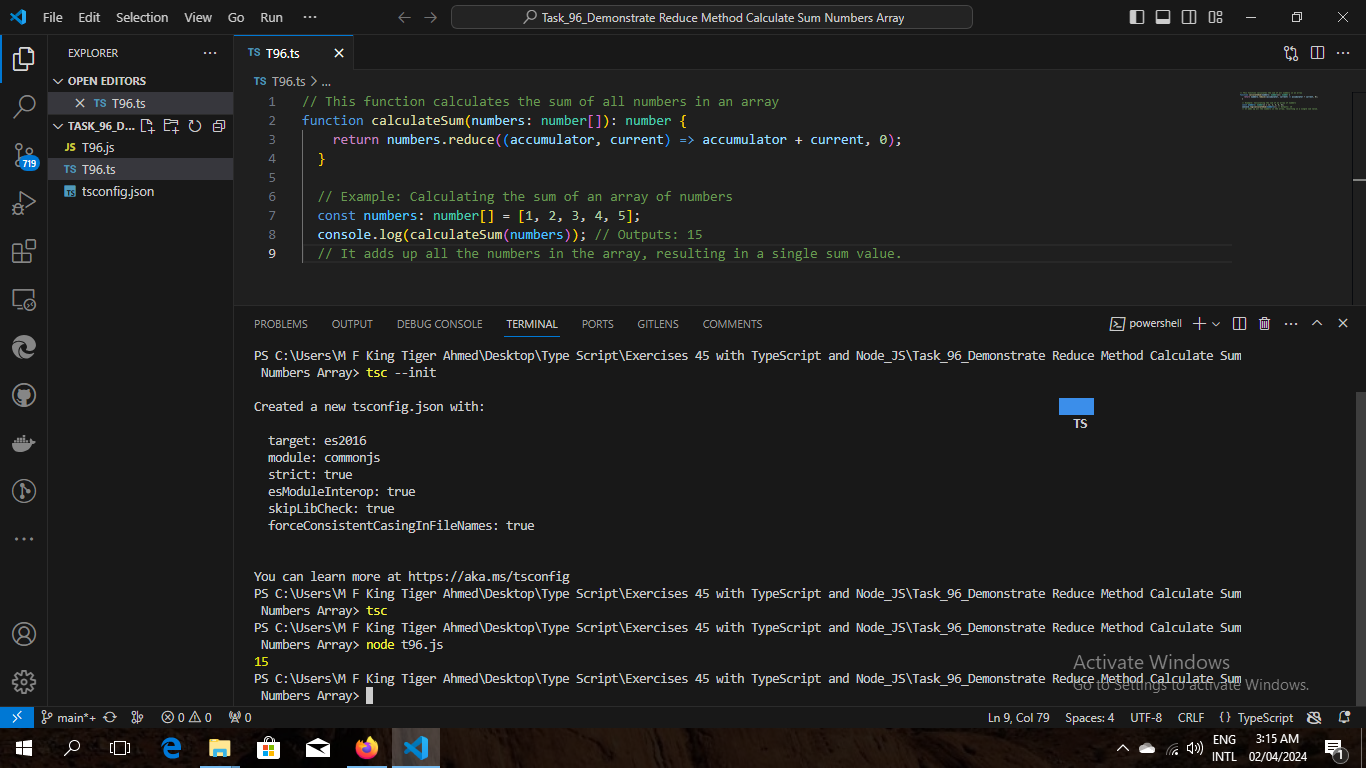 File Edit Selection View Go Run ···
Task_96_Demonstrate Reduce Method Calculate Sum Numbers Array
EXPLORER
OPEN EDITORS
TS T96.ts
TASK_96_D...
JS T96.js
TS T96.ts
TS tsconfig.json
719
TS T96.ts
TS T96.ts > ...
1 // This function calculates the sum of all numbers in an array
2 function calculateSum(numbers: number[]): number {
3 return numbers.reduce((accumulator, current) => accumulator + current, 0);
4 }
5
6 // Example: Calculating the sum of an array of numbers
7 const numbers: number[] = [1, 2, 3, 4, 5];
8 console.log(calculateSum(numbers)); // Outputs: 15
9 // It adds up all the numbers in the array, resulting in a single sum value.
PROBLEMS OUTPUT DEBUG CONSOLE TERMINAL PORTS GITLENS COMMENTS
powershell
PS C:\Users\M F King Tiger Ahmed\Desktop\Type Script\Exercises 45 with TypeScript and Node_JS\Task_96_Demonstrate Reduce Method Calculate Sum
Numbers Array> tsc --init
Created a new tsconfig.json with:
TS
target: es2016
module: commonjs
strict: true
esModuleInterop: true
skipLibCheck: true
forceConsistentCasingInFileNames: true
You can learn more at https://aka.ms/tsconfig
PS C:\Users\M F King Tiger Ahmed\Desktop\Type Script\Exercises 45 with TypeScript and Node_JS\Task_96_Demonstrate Reduce Method Calculate Sum
Numbers Array> tsc
PS C:\Users\M F King Tiger Ahmed\Desktop\Type Script\Exercises 45 with TypeScript and Node_JS\Task_96_Demonstrate Reduce Method Calculate Sum
Numbers Array> node t96.js
15
PS C:\Users\M F King Tiger Ahmed\Desktop\Type Script\Exercises 45 with TypeScript and Node_JS\Task_96_Demonstrate Reduce Method Calculate Sum
Numbers Array>
Activate Windows
Go to Settings to activate Windows.
main*+ 0 0 0
Ln 9, Col 79 Spaces: 4 UTF-8 CRLF {} TypeScript
ENG
INTL
3:15 AM
02/04/2024
1